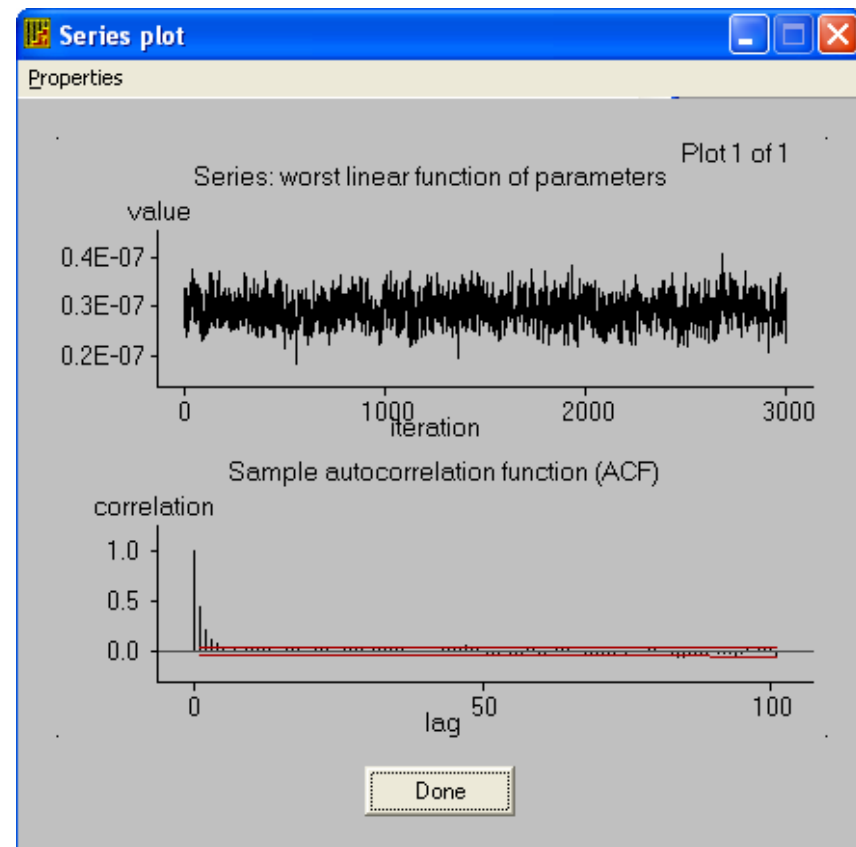 Series plot
Properties
Plot 1 of 1
Series: worst linear function of parameters
value
0.4E-07
0.3E-07
0.2E-07
0 1000 2000 3000
iteration
Sample autocorrelation function (ACF)
correlation
1.0
0.5
0.0
0 50 100
lag
Done